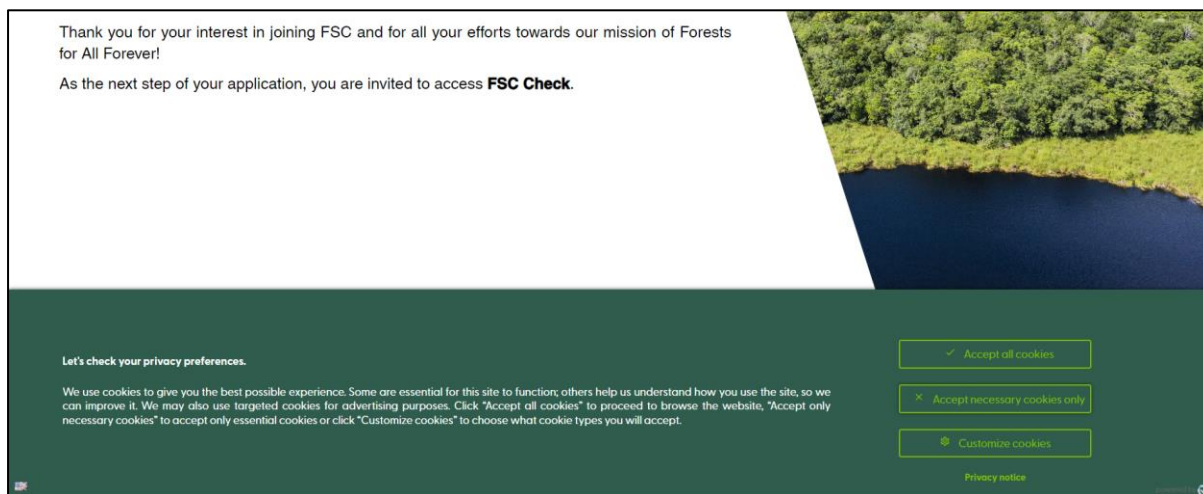 Thank you for your interest in joining FSC and for all your efforts towards our mission of Forests
for All Forever!
As the next step of your application, you are invited to access FSC Check.
Let's check your privacy preferences.
We use cookies to give you the best possible experience. Some are essential for this site to function; others help us understand how you use the site, so we
can improve it. We may also use targeted cookies for advertising purposes. Click "Accept all cookies" to proceed to browse the website, "Accept only
necessary cookies" to accept only essential cookies or click "Customize cookies" to choose what cookie types you will accept.
Accept all cookies
Accept necessary cookies only
Customize cookies
Privacy notice